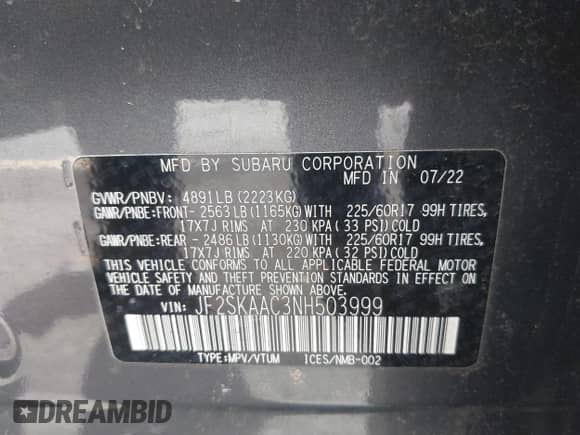 MFD BY SUBARU CORPORATION
MFD IN 07/22
GVWR/PNBV: 4891LB(2223KG)
GAWR/PNBE:FRONT- 2563LB(1165KG)WITH 225/60R17 99H TIRES,
17X7J RIMS AT 230 KPA(33 PSI)COLD
GAWR/PNBE:REAR - 2486LB(1130KG)WITH 225/60R17 99H TIRES,
17X7J RIMS AT 220 KPA(32 PSI)COLD
THIS VEHICLE CONFORMS TO ALL APPLICABLE FEDERAL MOTOR
VEHICLE SAFETY AND THEFT PREVENTION STANDARDS IN EFFECT ON
THE DATE OF MANUFACTURE SHOWN ABOVE.
VIN: JF2SKAAC3NH503999
TYPE:MPV/VTUM ICES/NMB-002
DREAMBID